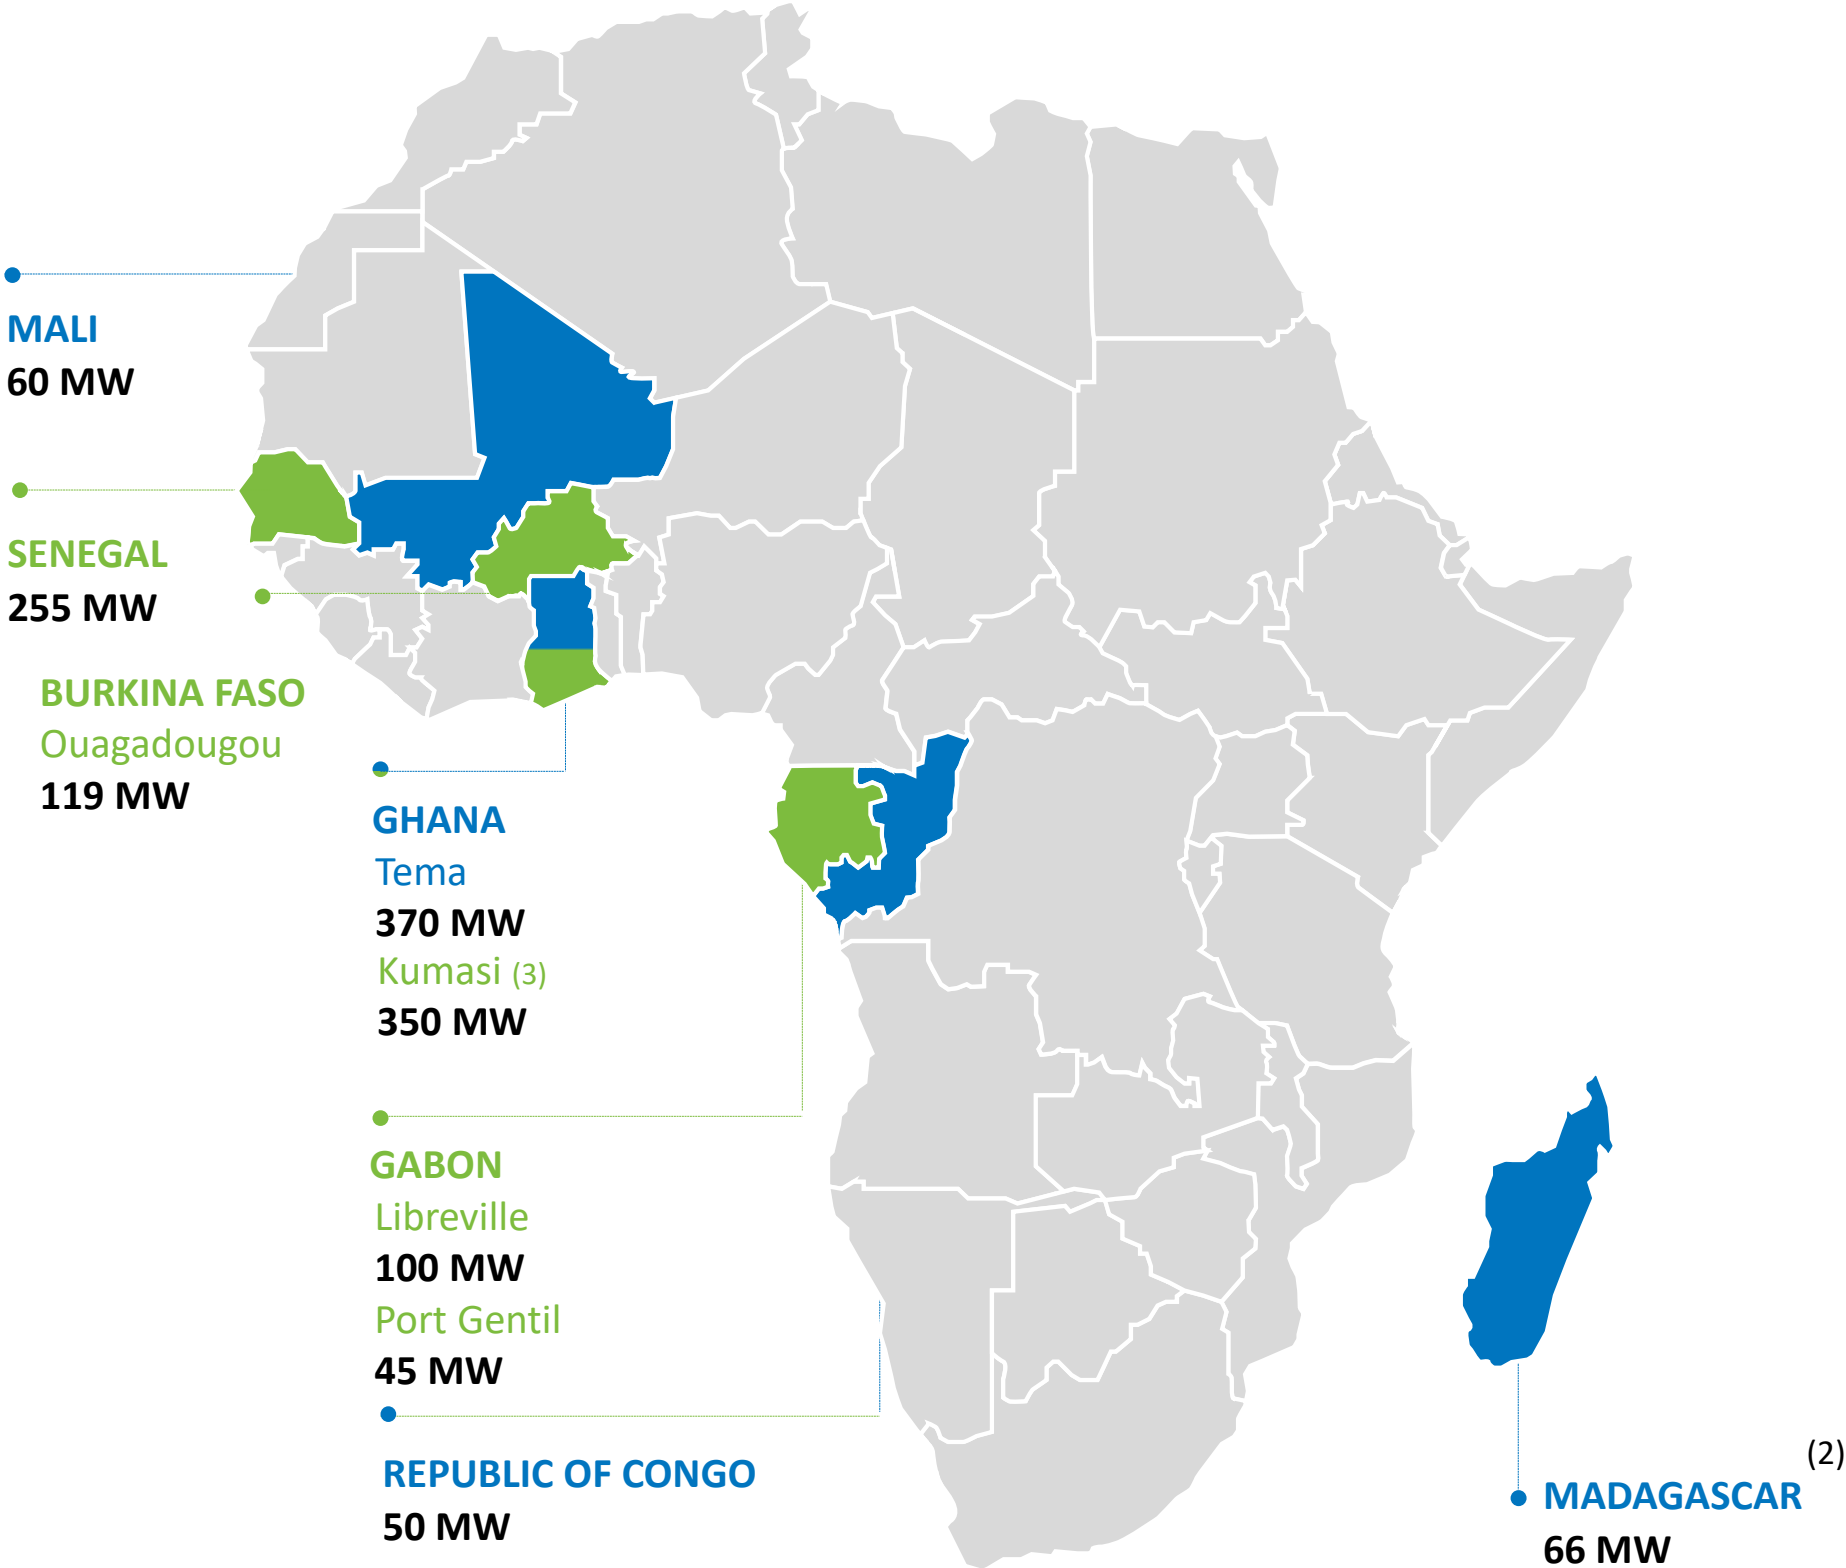 MALI
60 MW
SENEGAL
255 MW
BURKINA FASO
Ouagadougou
119 MW
GHANA
Tema
370 MW
Kumasi (3)
350 MW
GABON
Libreville
100 MW
Port Gentil
45 MW
REPUBLIC OF CONGO
50 MW
(2)
MADAGASCAR
66 MW